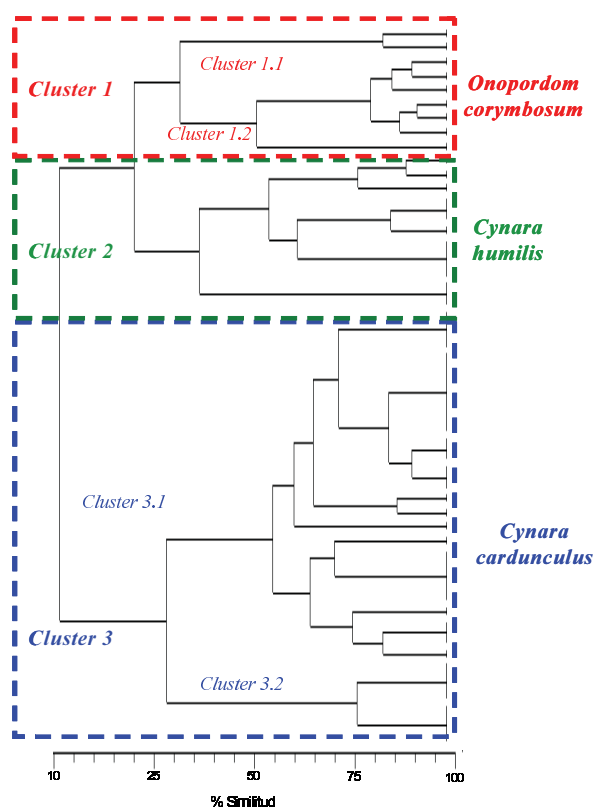 Cluster 1.1
Cluster 1
Onopordom
corymbosum
Cluster 1.2
Cluster 2
Cynara
humilis
Cluster 3.1
Cynara
cardunculus
Cluster 3
Cluster 3.2
10 25 50 75 100
% Similitud